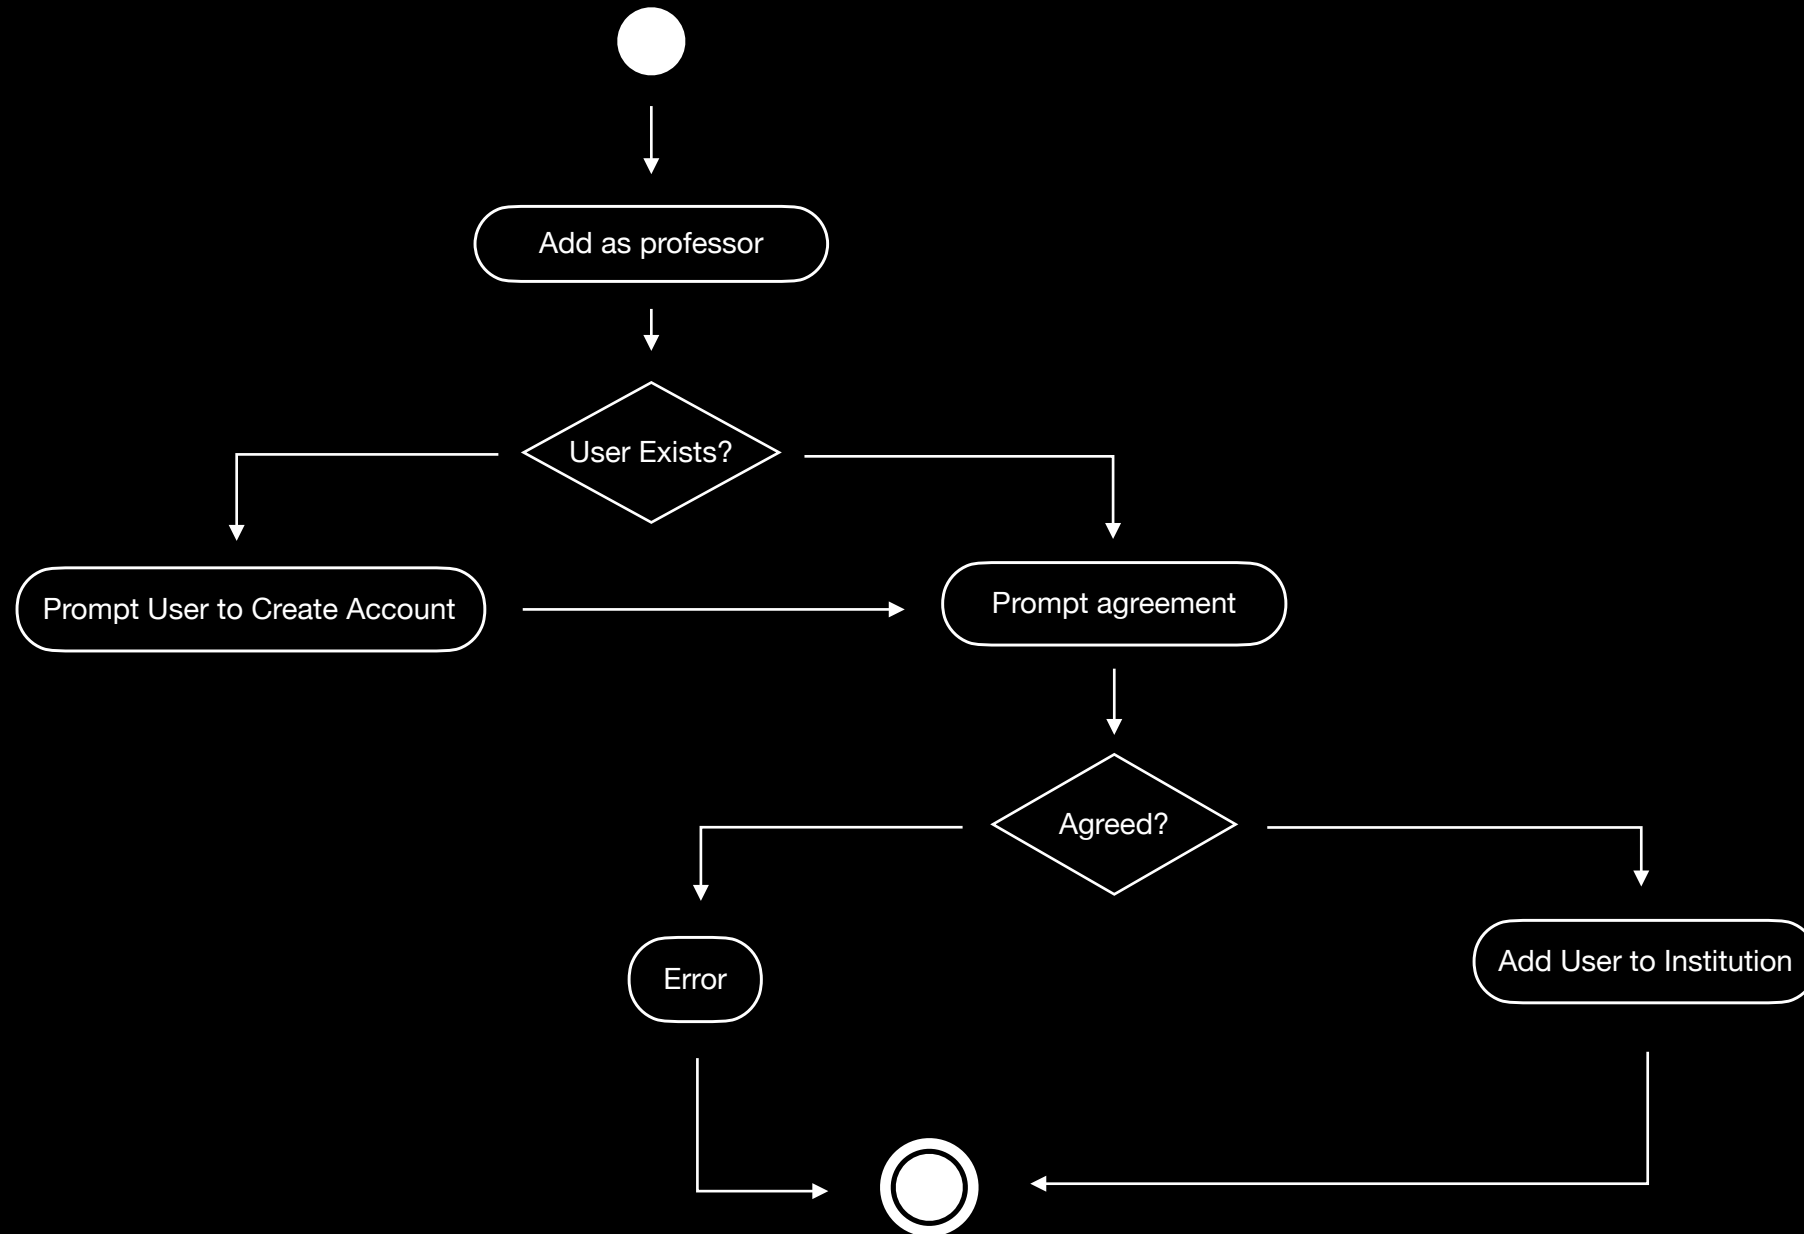 Add as professor
User Exists?
Prompt User to Create Account
Prompt agreement
Agreed?
Error
Add User to Institution